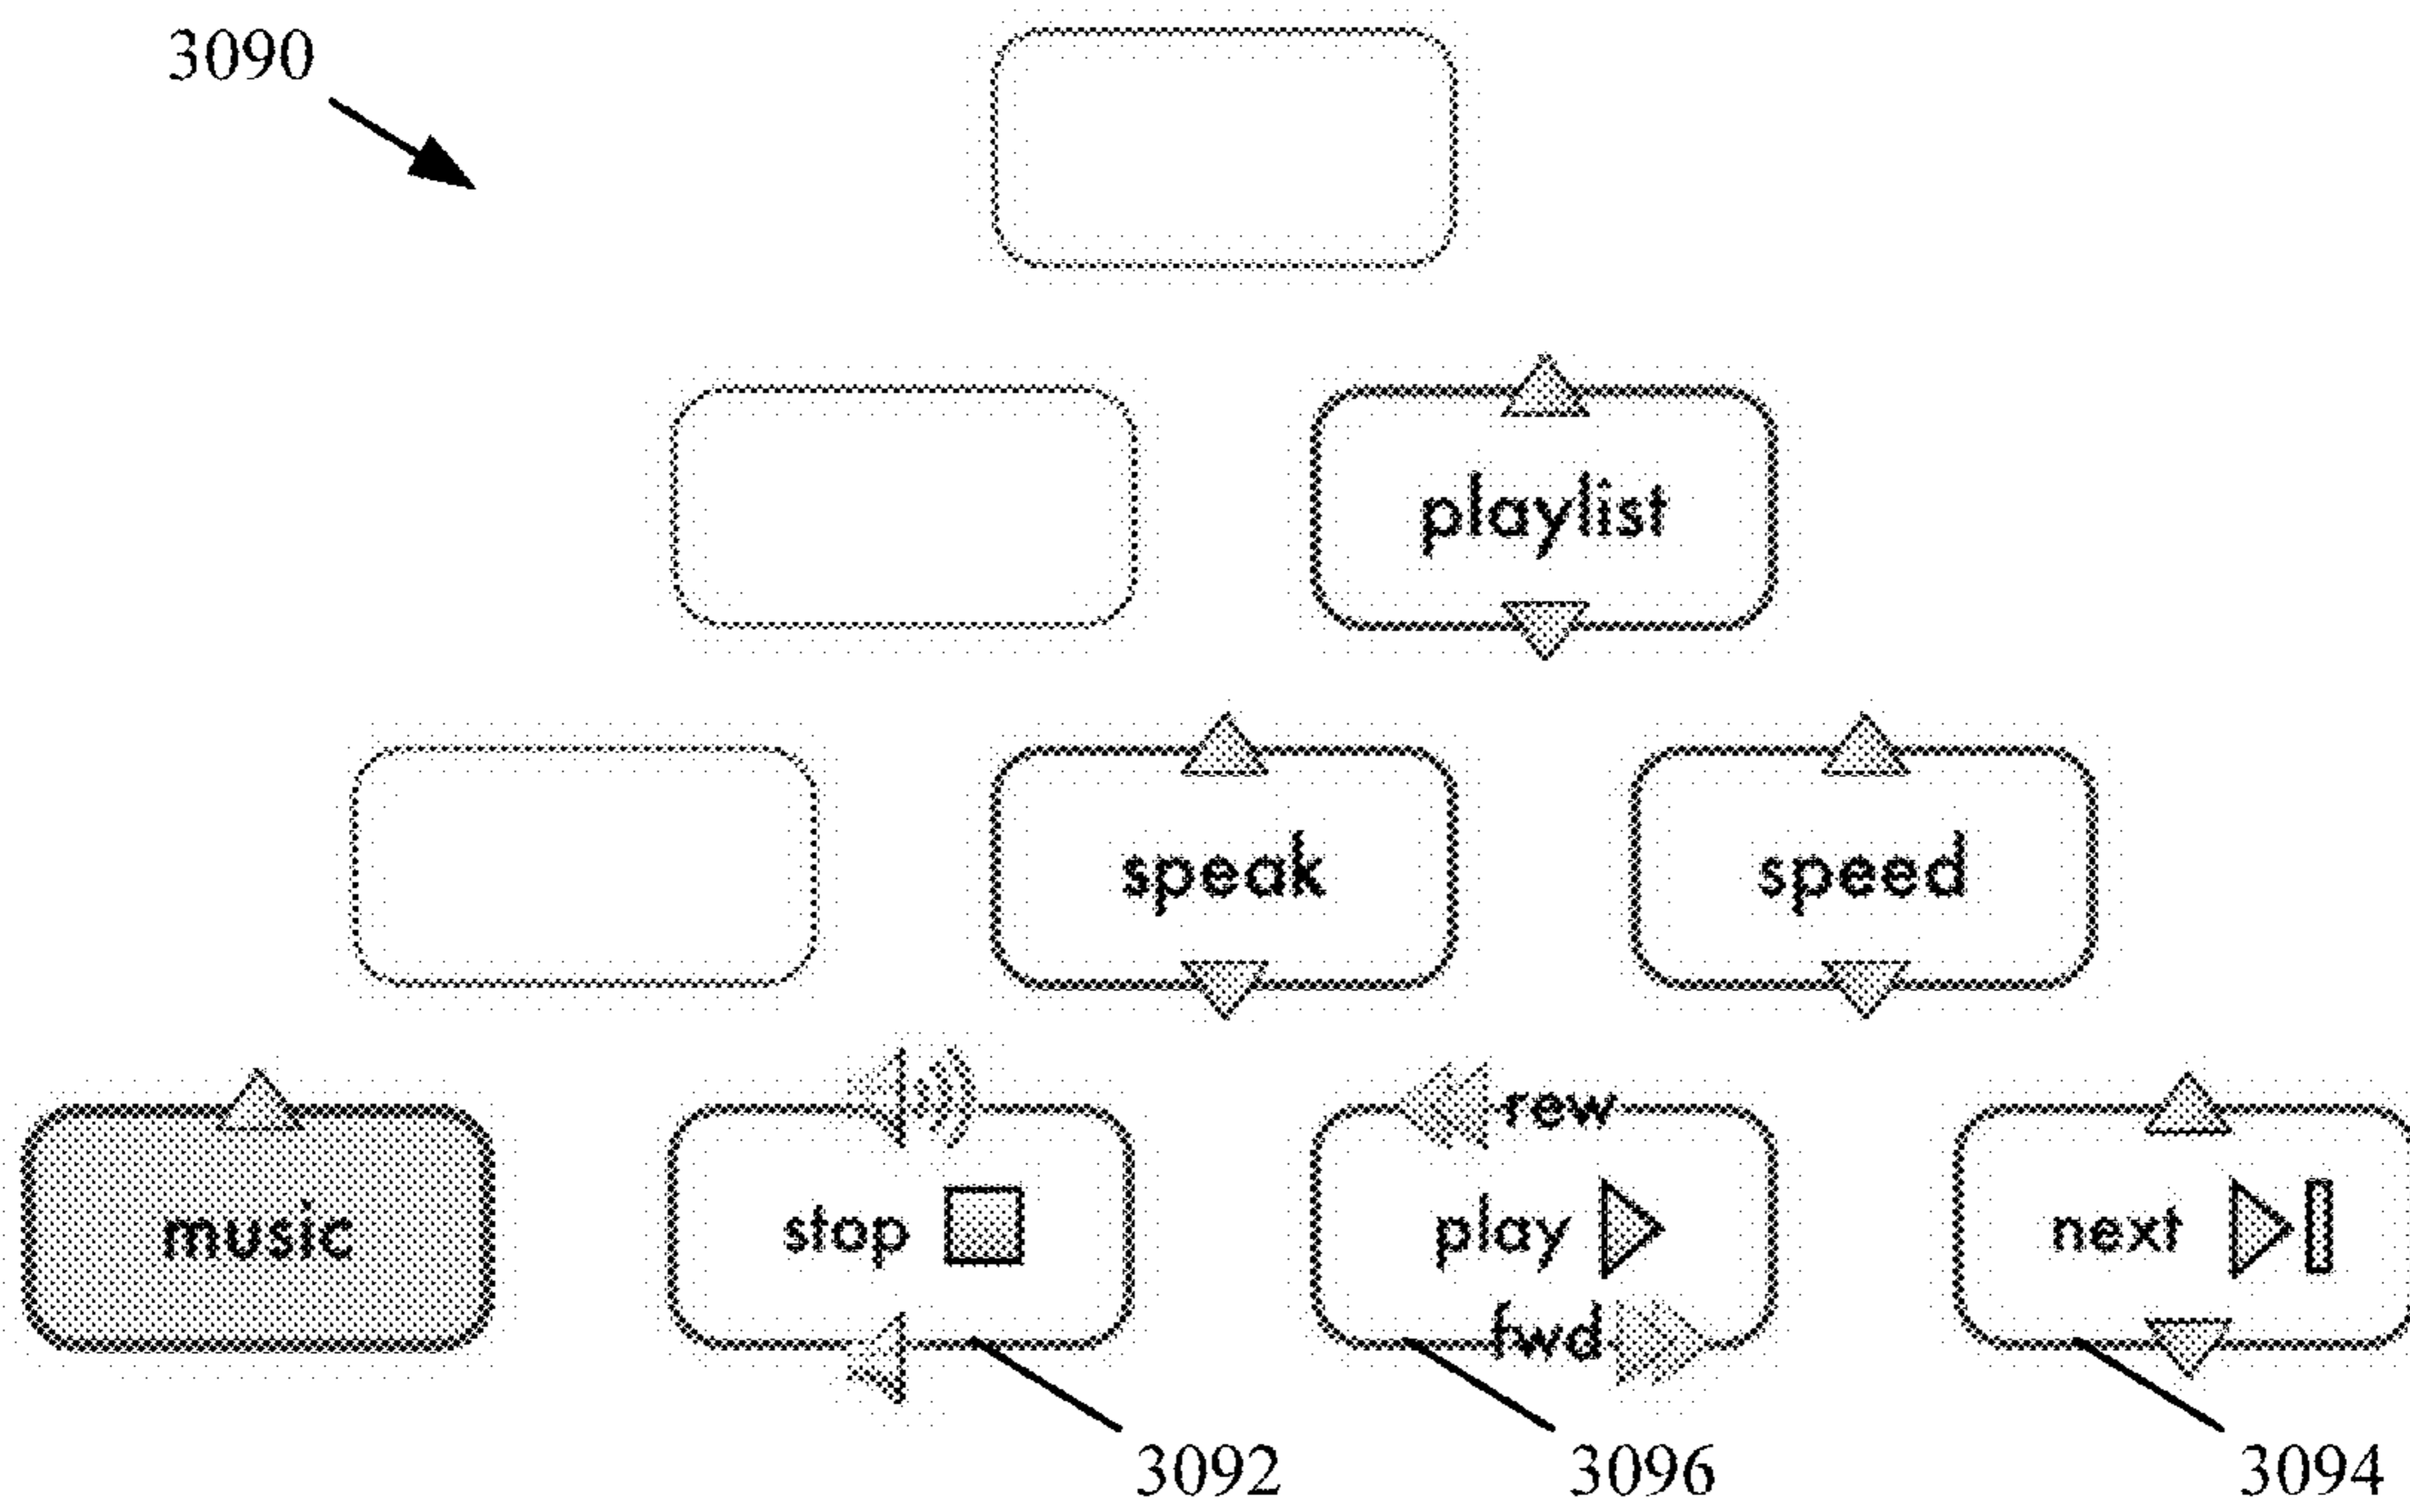 3090
playlist
speak
speed
rew
music
stop
play
next
fwd
3092
3096
3094